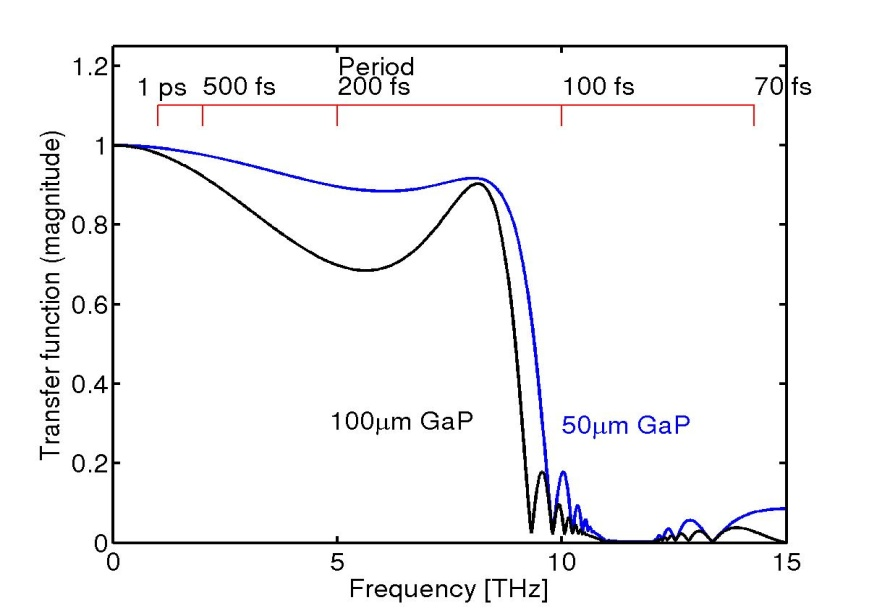 Period
1 ps 500 fs 200 fs 100 fs 70 fs
1.2
1
0.8
0.6
0.4
0.2
0
Transfer function (magnitude)
100μm GaP
50μm GaP
0 5 10 15
Frequency [THz]